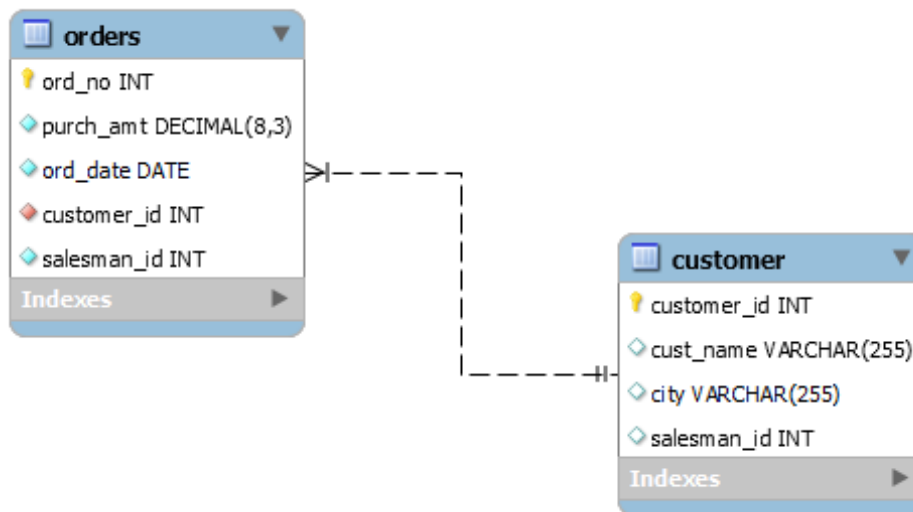 orders
ord_no INT
purch_amt DECIMAL(8,3)
ord_date DATE
customer_id INT
salesman_id INT
Indexes
customer
customer_id INT
cust_name VARCHAR(255)
city VARCHAR(255)
salesman_id INT
Indexes